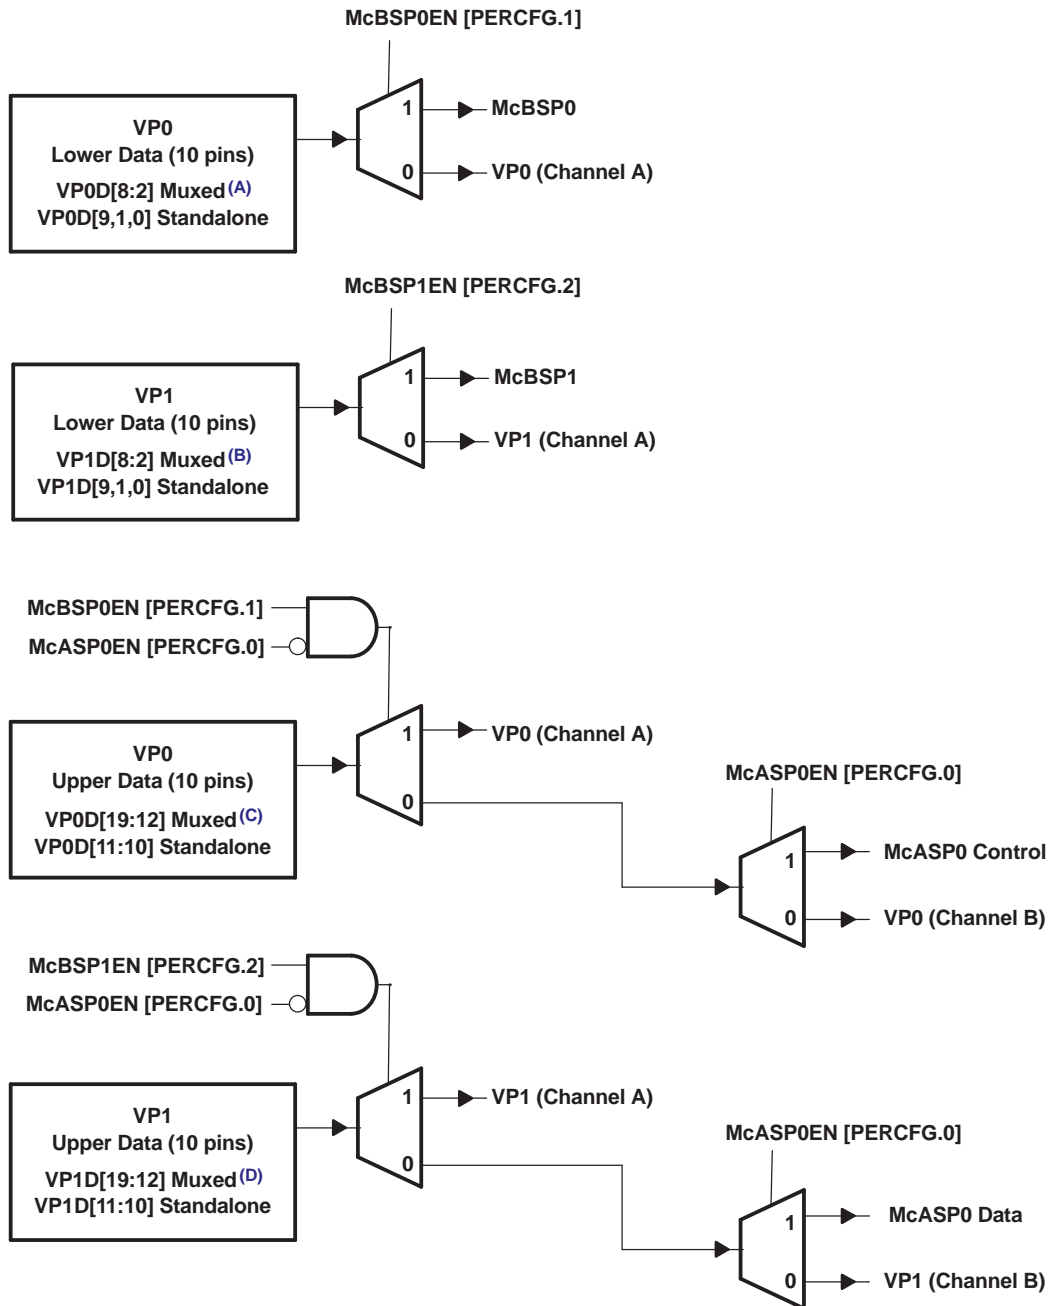 McBSP0EN [PERCFG.1]
VP0
Lower Data (10 pins)
VP0D[8:2] Muxed (A)
VP0D[9,1,0] Standalone
1
McBSP0
0
VP0 (Channel A)
McBSP1EN [PERCFG.2]
VP1
Lower Data (10 pins)
VP1D[8:2] Muxed (B)
VP1D[9,1,0] Standalone
1
McBSP1
0
VP1 (Channel A)
McBSP0EN [PERCFG.1]
McASP0EN [PERCFG.0]
VP0
Upper Data (10 pins)
VP0D[19:12] Muxed (C)
VP0D[11:10] Standalone
1
VP0 (Channel A)
0
McASP0EN [PERCFG.0]
1
McASP0 Control
0
VP0 (Channel B)
McBSP1EN [PERCFG.2]
McASP0EN [PERCFG.0]
VP1
Upper Data (10 pins)
VP1D[19:12] Muxed (D)
VP1D[11:10] Standalone
1
VP1 (Channel A)
0
McASP0EN [PERCFG.0]
1
McASP0 Data
0
VP1 (Channel B)